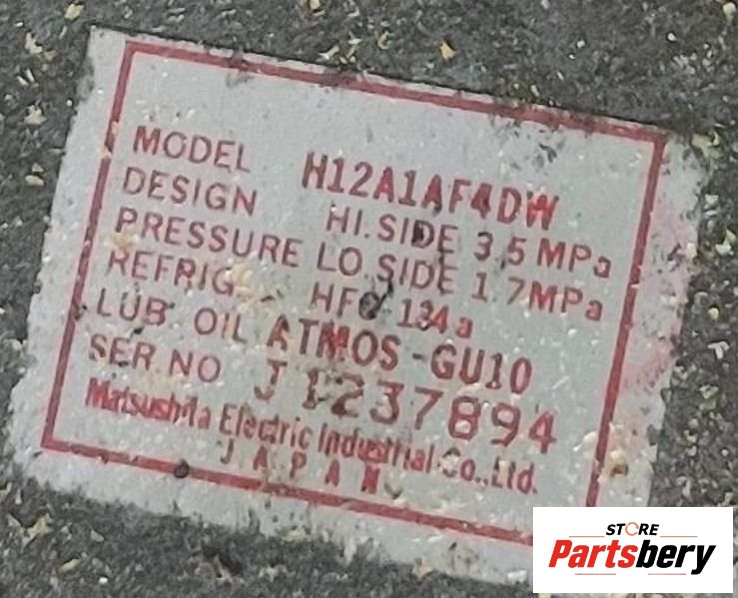 MODEL H12A1AF4DW
DESIGN HI.SIDE 3.5 MPa
PRESSURE LO.SIDE 1.7MPa
REFRIG. HFC 134a
LUB OIL ATMOS-GU10
SER.NO J1237894
Matsushita Electric Industrial Co.,Ltd.
JAPAN
STORE
Partsbery